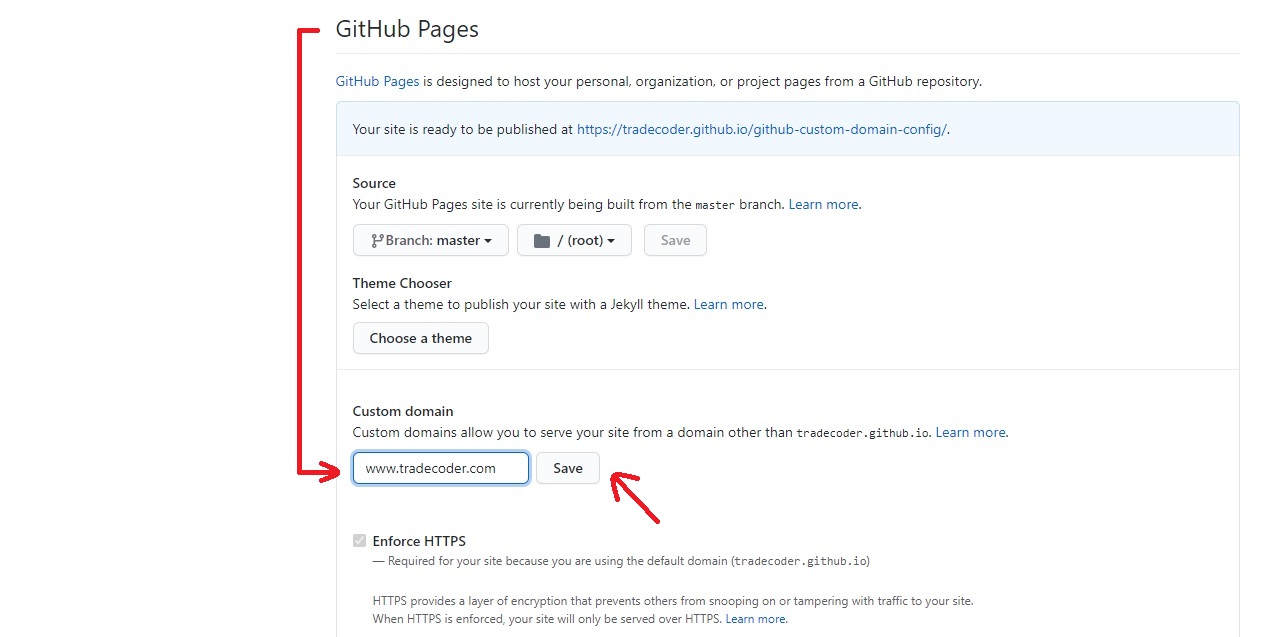 GitHub Pages
GitHub Pages is designed to host your personal, organization, or project pages from a GitHub repository.
Your site is ready to be published at https://tradecoder.github.io/github-custom-domain-config/.
Source
Your GitHub Pages site is currently being built from the master branch. Learn more.
Branch: master / (root) Save
Theme Chooser
Select a theme to publish your site with a Jekyll theme. Learn more.
Choose a theme
Custom domain
Custom domains allow you to serve your site from a domain other than tradecoder.github.io. Learn more.
www.tradecoder.com Save
Enforce HTTPS
— Required for your site because you are using the default domain (tradecoder.github.io)
HTTPS provides a layer of encryption that prevents others from snooping on or tampering with traffic to your site.
When HTTPS is enforced, your site will only be served over HTTPS. Learn more.